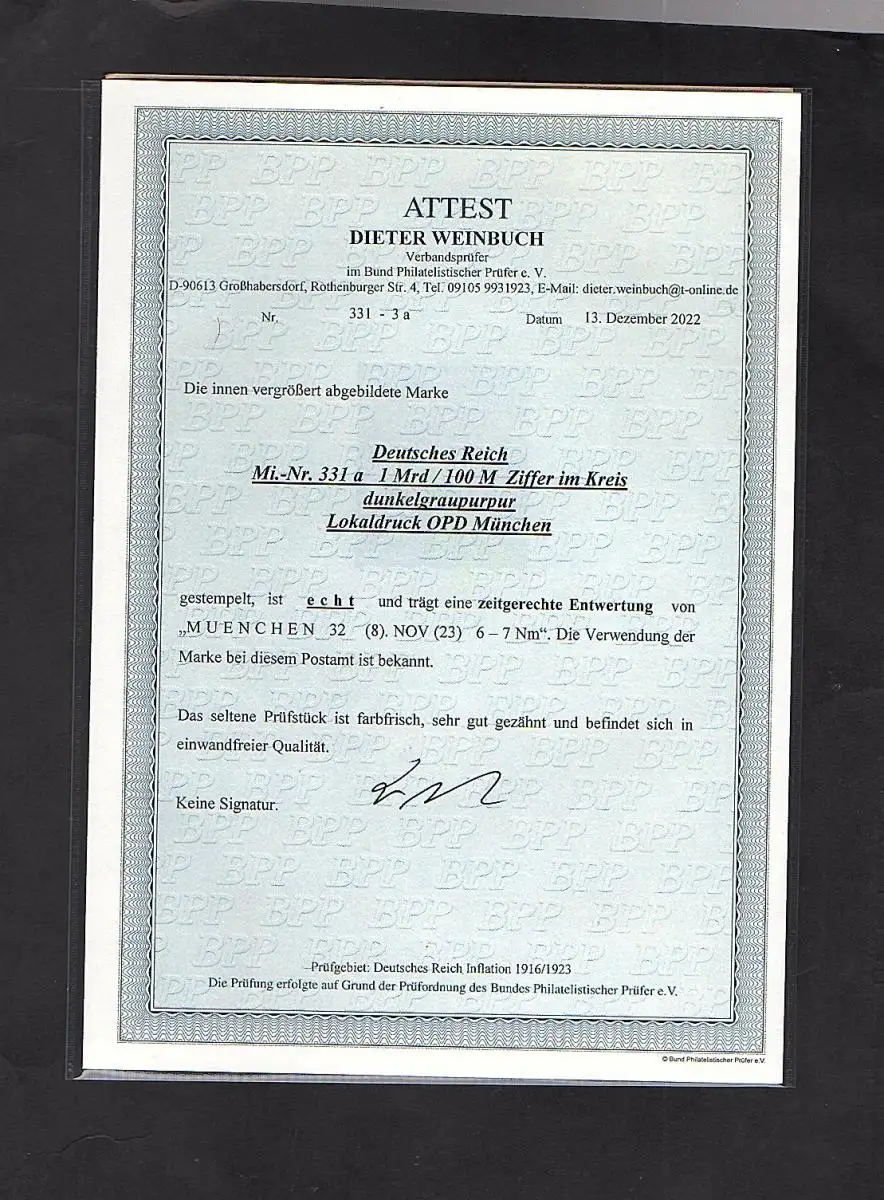 ATTEST
DIETER WEINBUCH
Verbandsprüfer
im Bund Philatelistischer Prüfer e. V.
D-90613 Großhabersdorf, Rothenburger Str. 4, Tel. 09105 9931923, E-Mail: dieter.weinbuch@t-online.de
Nr. 331 - 3 a Datum 13. Dezember 2022
Die innen vergrößert abgebildete Marke
Deutsches Reich
Mi.-Nr. 331 a 1 Mrd / 100 M Ziffer im Kreis
dunkelgraupurpur
Lokaldruck OPD München
gestempelt, ist e c h t und trägt eine zeitgerechte Entwertung von
„M U E N C H E N 32 (8). NOV (23) 6 – 7 Nm“. Die Verwendung der
Marke bei diesem Postamt ist bekannt.
Das seltene Prüfstück ist farbfrisch, sehr gut gezähnt und befindet sich in
einwandfreier Qualität.
Keine Signatur.
Prüfgebiet: Deutsches Reich Inflation 1916/1923
Die Prüfung erfolgte auf Grund der Prüfordnung des Bundes Philatelistischer Prüfer e.V.
© Bund Philatelistischer Prüfer e.V.